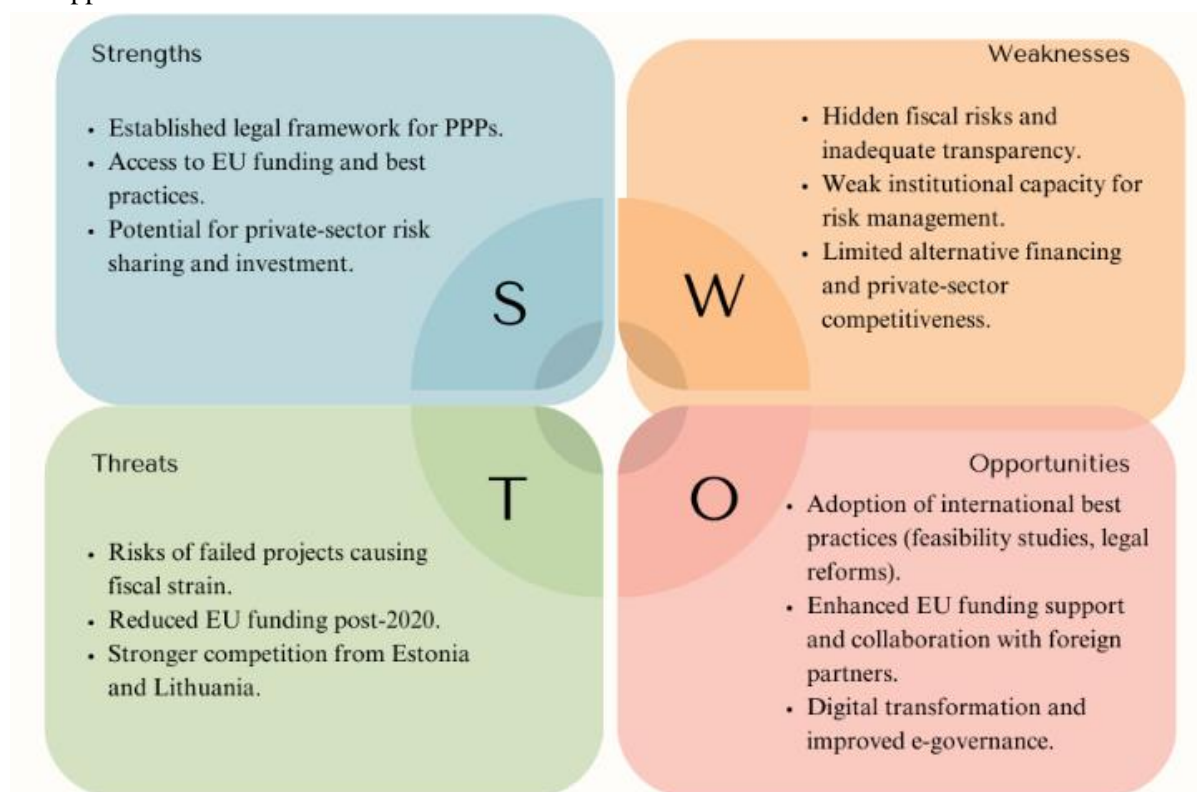 Strengths
• Established legal framework for PPPs.
• Access to EU funding and best
practices.
• Potential for private-sector risk
sharing and investment.
S
Weaknesses
• Hidden fiscal risks and
inadequate transparency.
• Weak institutional capacity for
risk management.
• Limited alternative financing
and private-sector
competitiveness.
W
Threats
• Risks of failed projects causing
fiscal strain.
• Reduced EU funding post-2020.
• Stronger competition from Estonia
and Lithuania.
T
Opportunities
• Adoption of international best
practices (feasibility studies, legal
reforms).
• Enhanced EU funding support
and collaboration with foreign
partners.
• Digital transformation and
improved e-governance.
O